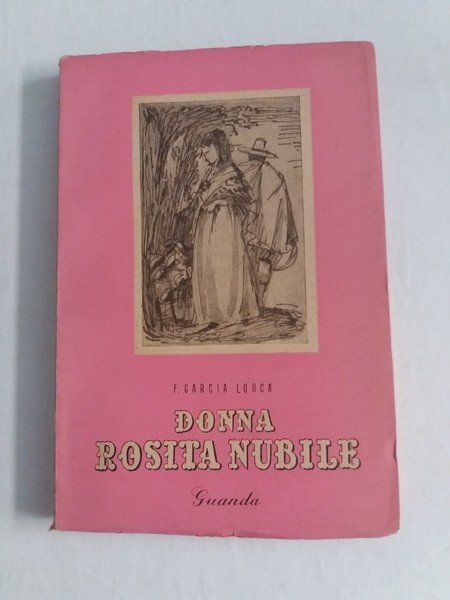 F. GARCIA LORCA
DONNA
ROSITA NUBILE
Guanda